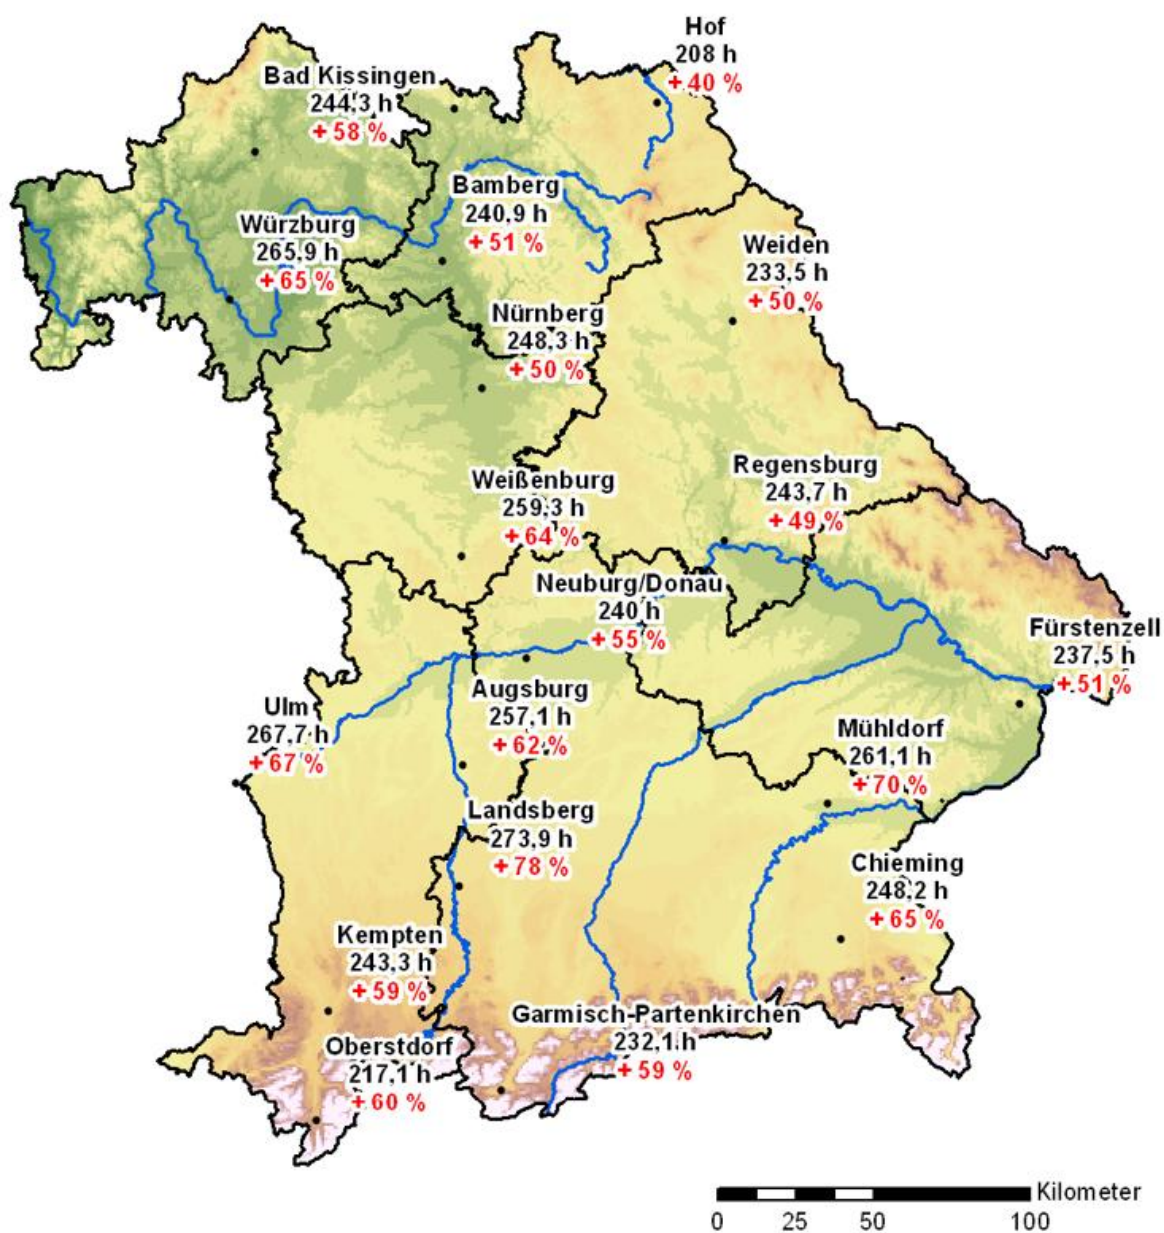 Hof
208 h
+ 40 %
Bad Kissingen
244,3 h
+ 58 %
Bamberg
240,9 h
+ 51 %
Würzburg
265,9 h
+ 65 %
Weiden
233,5 h
+ 50 %
Nürnberg
248,3 h
+ 50 %
Regensburg
243,7 h
+ 49 %
Weißenburg
259,3 h
+ 64 %
Neuburg/Donau
240 h
+ 55 %
Fürstenzell
237,5 h
+ 51 %
Augsburg
257,1 h
+ 62 %
Ulm
267,7 h
+ 67 %
Mühldorf
261,1 h
+ 70 %
Landsberg
273,9 h
+ 78 %
Chieming
248,2 h
+ 65 %
Kempten
243,3 h
+ 59 %
Garmisch-Partenkirchen
232,1 h
+ 59 %
Oberstdorf
217,1 h
+ 60 %
Kilometer
0 25 50 100